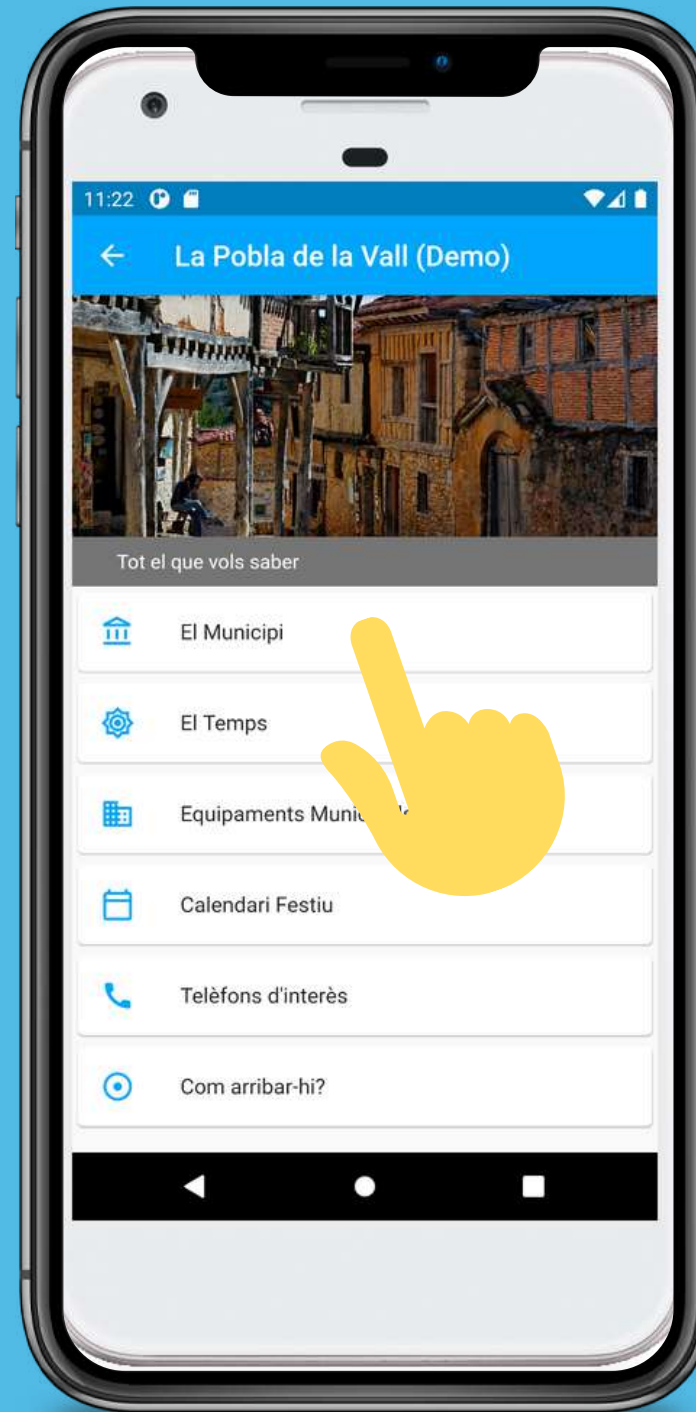 11:22
La Pobla de la Vall (Demo)
Tot el que vols saber
El Municipi
El Temps
Equipaments
Calendari Festiu
Telèfons d'interès
Com arribar-hi?